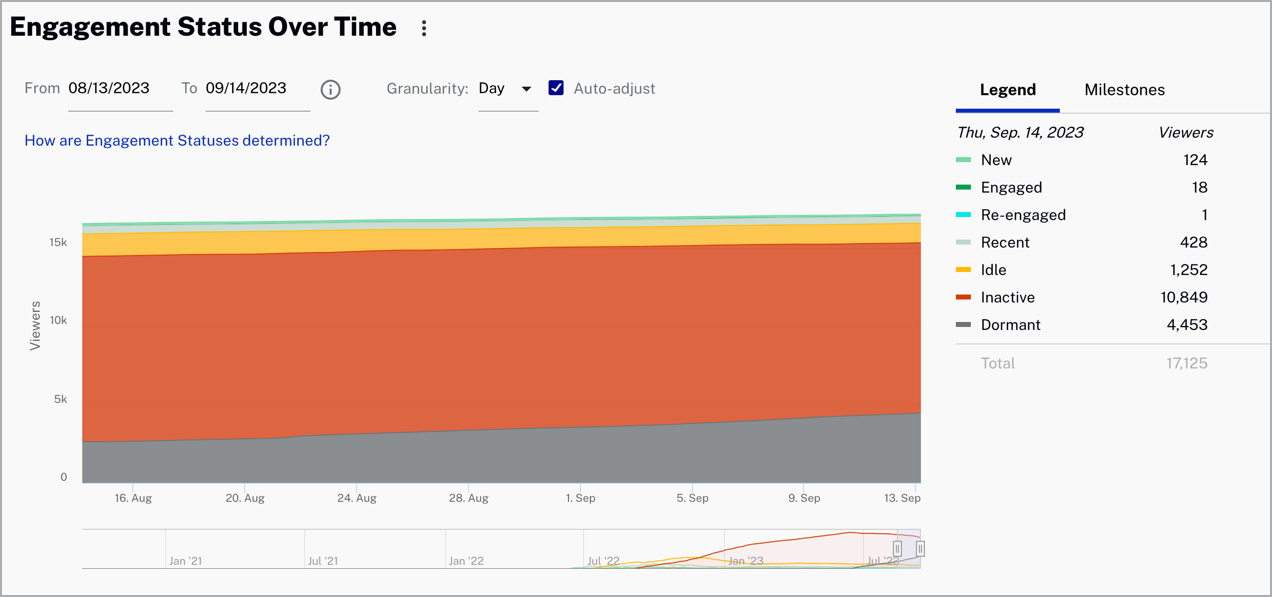 Engagement Status Over Time
From 08/13/2023 To 09/14/2023 Granularity: Day Auto-adjust
How are Engagement Statuses determined?
Legend Milestones
Thu, Sep. 14, 2023 Viewers
New 124
Engaged 18
Re-engaged 1
Recent 428
Idle 1,252
Inactive 10,849
Dormant 4,453
Total 17,125
Viewers
15k
10k
5k
0
16. Aug 20. Aug 24. Aug 28. Aug 1. Sep 5. Sep 9. Sep 13. Sep
Jan '21 Jul '21 Jan '22 Jul '22 Jan '23 Jul '23